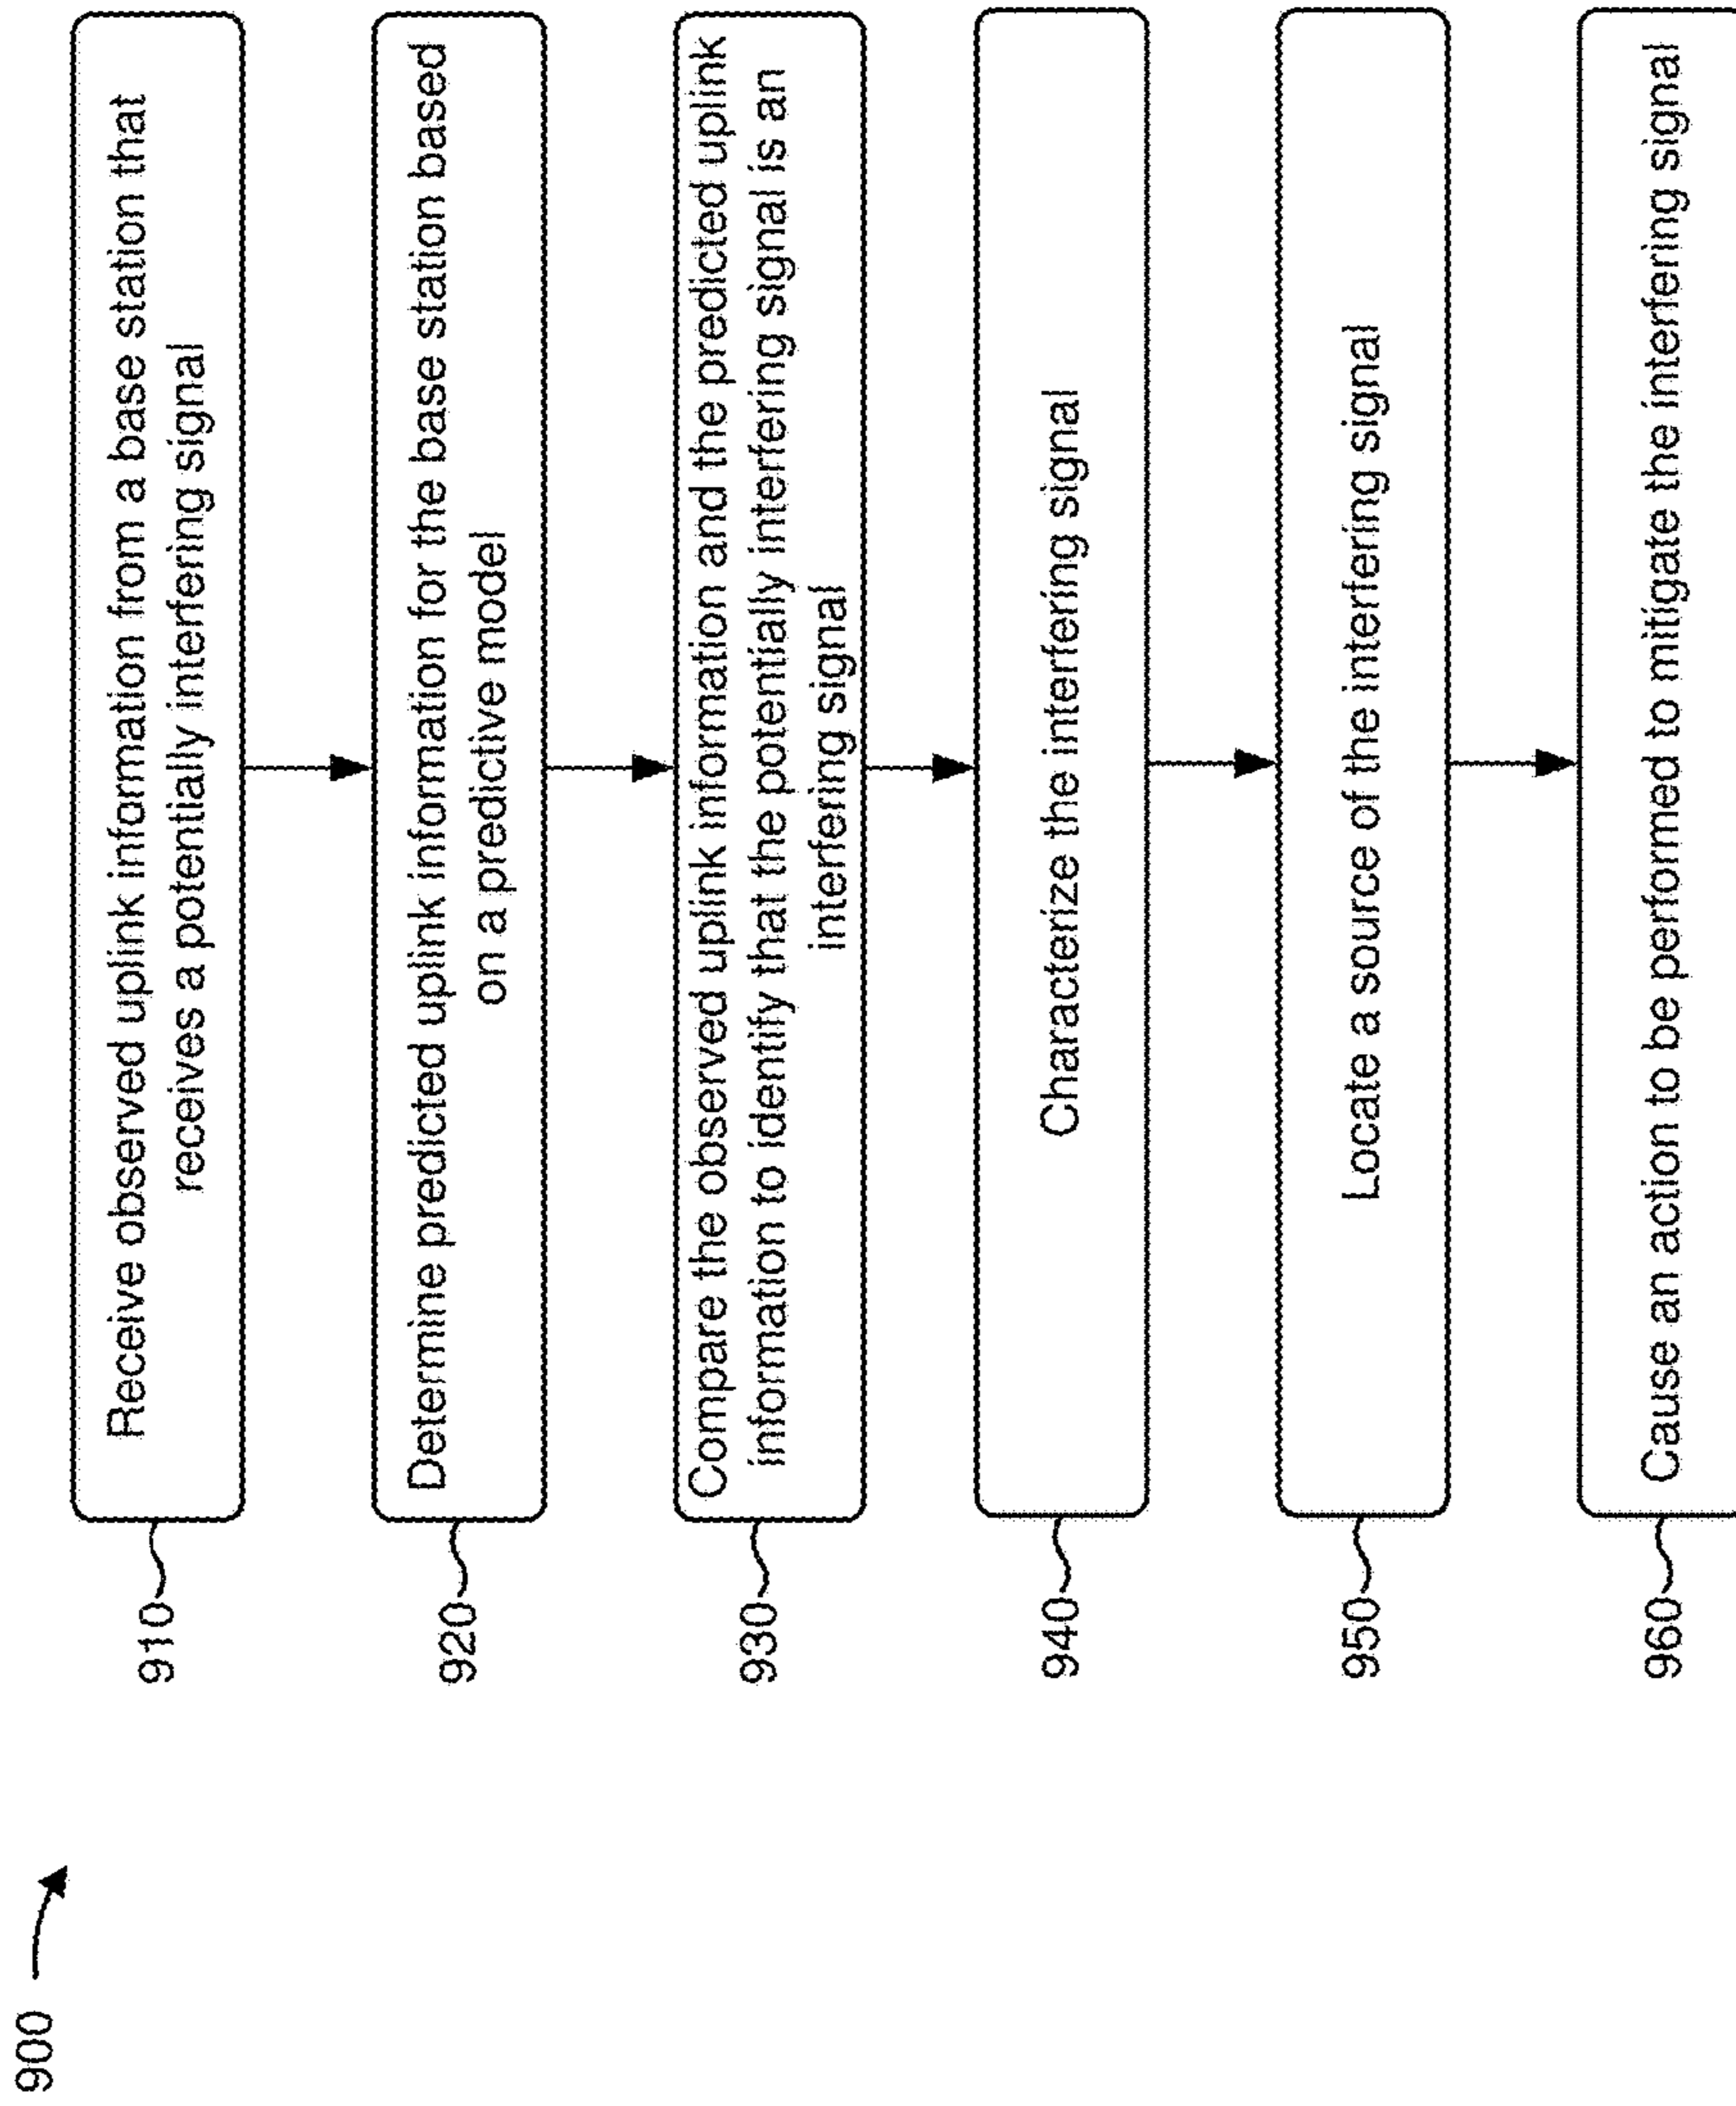 900
910
Receive observed uplink information from a base station that
receives a potentially interfering signal
920
Determine predicted uplink information for the base station based
on a predictive model
930
Compare the observed uplink information and the predicted uplink
information to identify that the potentially interfering signal is an
interfering signal
940
Characterize the interfering signal
950
Locate a source of the interfering signal
960
Cause an action to be performed to mitigate the interfering signal